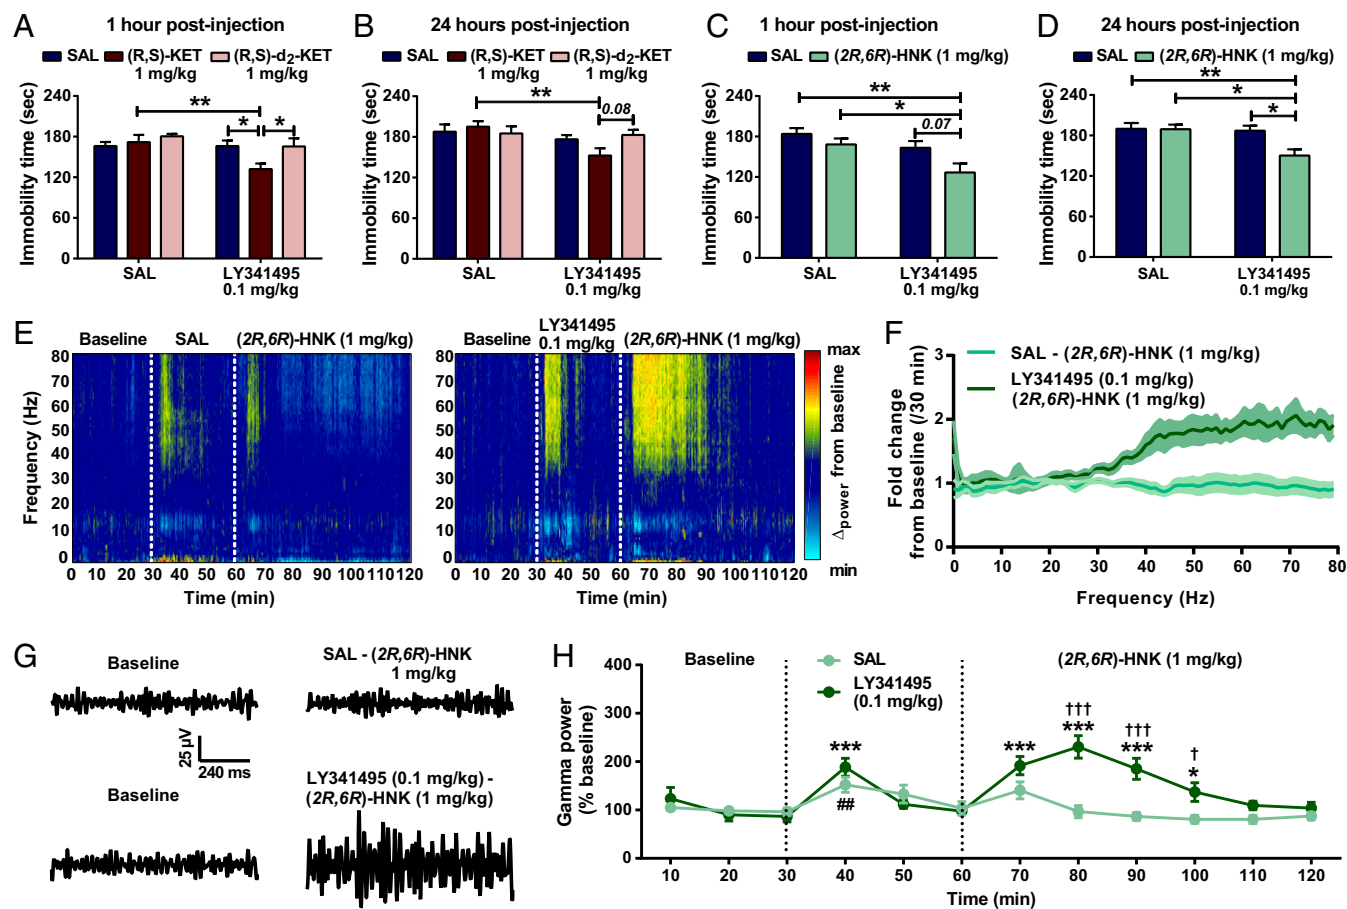 A
1 hour post-injection
SAL (R,S)-KET (R,S)-d2-KET
1 mg/kg 1 mg/kg
Immobility time (sec)
240
180
120
60
0
**
* *
SAL LY341495
0.1 mg/kg
B
24 hours post-injection
SAL (R,S)-KET (R,S)-d2-KET
1 mg/kg 1 mg/kg
Immobility time (sec)
240
180
120
60
0
**
0.08
SAL LY341495
0.1 mg/kg
C
1 hour post-injection
SAL (2R,6R)-HNK (1 mg/kg)
Immobility time (sec)
240
180
120
60
0
**
*
0.07
SAL LY341495
0.1 mg/kg
D
24 hours post-injection
SAL (2R,6R)-HNK (1 mg/kg)
Immobility time (sec)
240
180
120
60
0
**
*
*
SAL LY341495
0.1 mg/kg
E
Baseline SAL (2R,6R)-HNK (1 mg/kg)
Frequency (Hz)
80
70
60
50
40
30
20
10
0
0 10 20 30 40 50 60 70 80 90 100 110 120
Time (min)
Baseline LY341495
0.1 mg/kg (2R,6R)-HNK (1 mg/kg)
80
70
60
50
40
30
20
10
0
0 10 20 30 40 50 60 70 80 90 100 110 120
Time (min)
max
△power from baseline
min
F
SAL - (2R,6R)-HNK (1 mg/kg)
LY341495 (0.1 mg/kg)
(2R,6R)-HNK (1 mg/kg)
Fold change
from baseline (/30 min)
3
2
1
0
0 10 20 30 40 50 60 70 80
Frequency (Hz)
G
Baseline
SAL - (2R,6R)-HNK
1 mg/kg
25 µV
240 ms
Baseline
LY341495 (0.1 mg/kg) -
(2R,6R)-HNK (1 mg/kg)
H
Baseline
SAL
LY341495
(0.1 mg/kg)
(2R,6R)-HNK (1 mg/kg)
Gamma power
(% baseline)
400
300
200
100
0
***
##
***
†††
***
†††
***
†
*
10 20 30 40 50 60 70 80 90 100 110 120
Time (min)